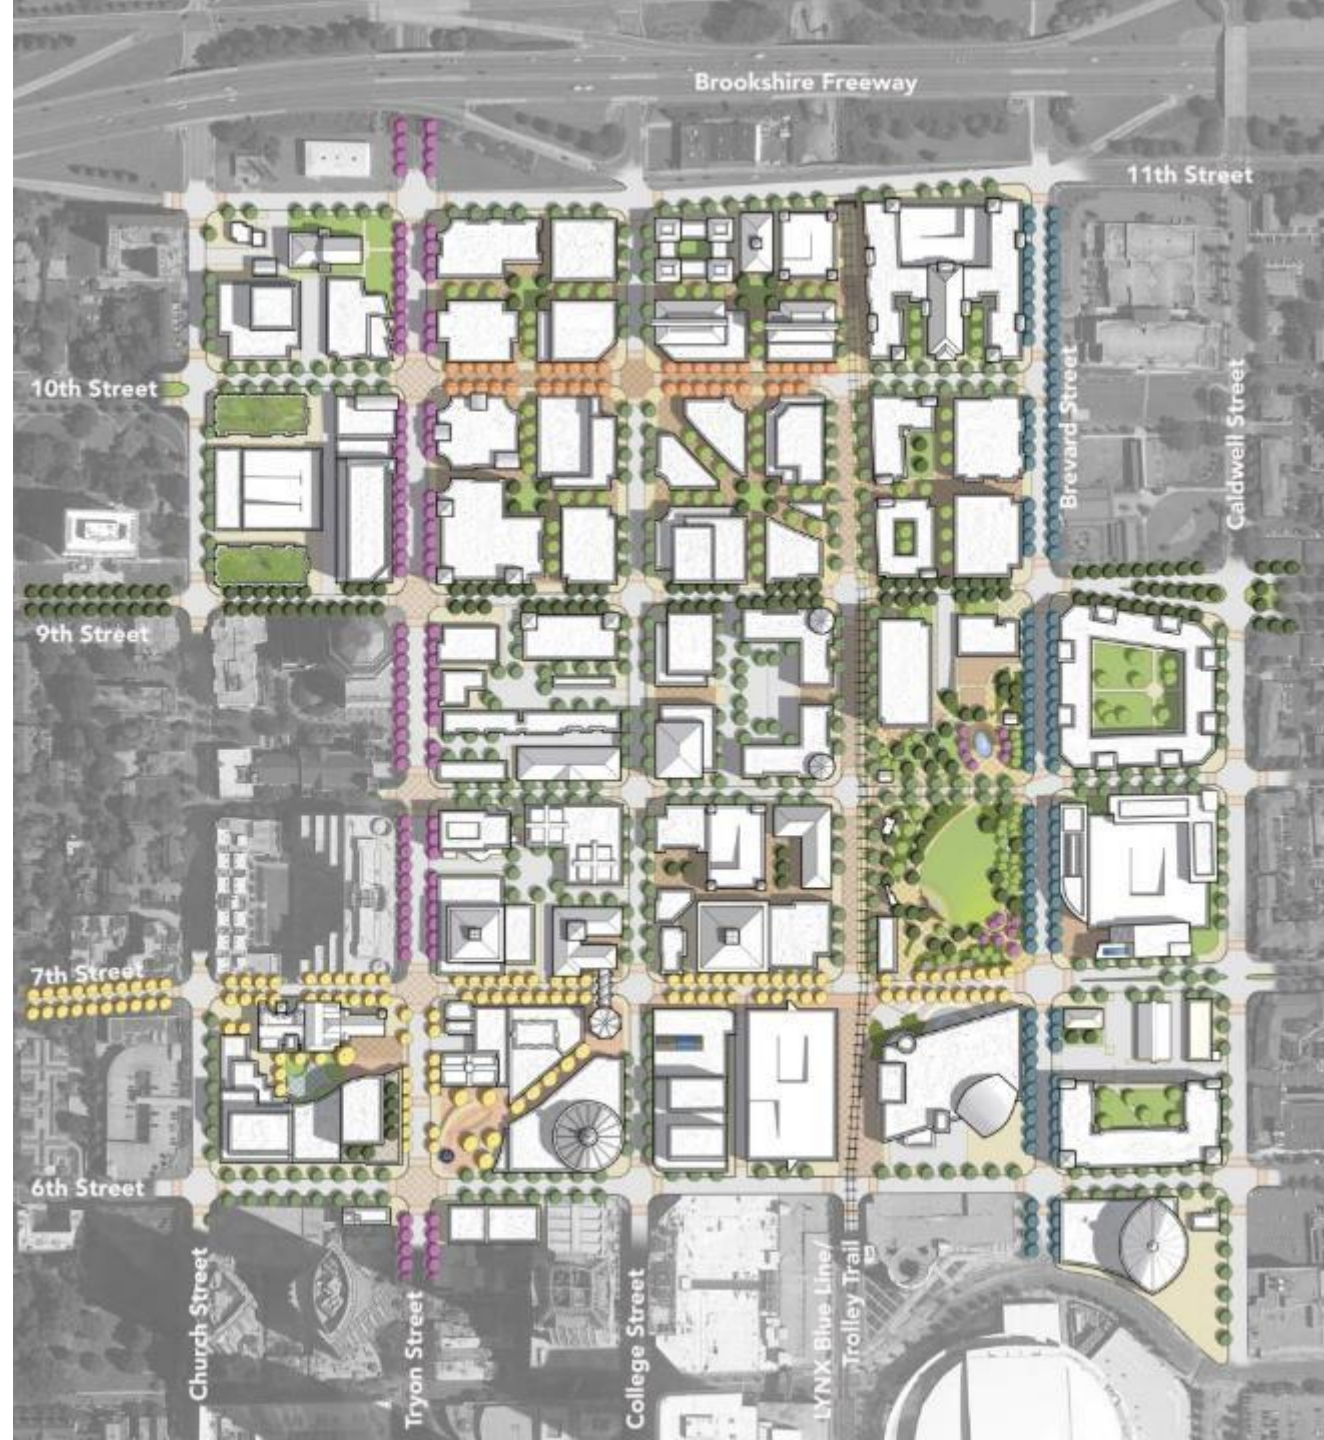 Brookshire Freeway
11th Street
10th Street
Brevard Street
Caldwell Street
9th Street
7th Street
6th Street
Church Street
Tryon Street
College Street
LYNX Blue Line/
Trolley Trail